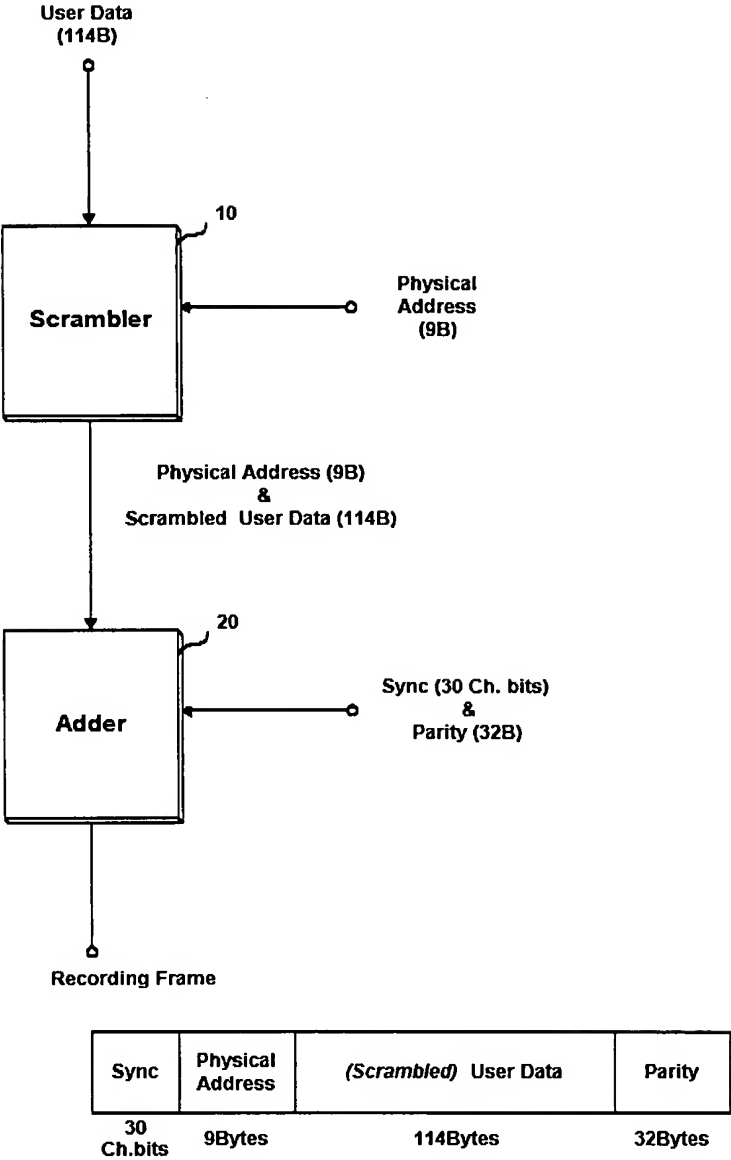 User Data
(114B)
10
Scrambler
Physical
Address
(9B)
Physical Address (9B)
&
Scrambled User Data (114B)
20
Adder
Sync (30 Ch. bits)
&
Parity (32B)
Recording Frame
Sync
Physical
Address
(Scrambled) User Data
Parity
30
Ch.bits
9Bytes
114Bytes
32Bytes